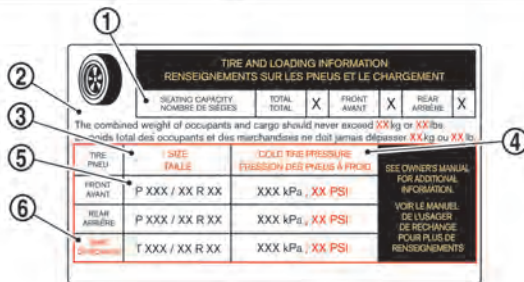 ①
TIRE AND LOADING INFORMATION
RENSEIGNEMENTS SUR LES PNEUS ET LE CHARGEMENT
②
SEATING CAPACITY
NOMBRE DE SIÈGES
TOTAL
TOTAL
X
FRONT
AVANT
X
REAR
ARRIÈRE
X
The combined weight of occupants and cargo should never exceed XX kg or XX lbs
poids total des occupants et des marchandises ne doit jamais dépasser XX kg ou XX lb.
③
④
TIRE
PNEU
SIZE
TAILLE
COLD TIRE PRESSURE
PRESSION DES PNEUS À FROID
SEE OWNER'S MANUAL
FOR ADDITIONAL
INFORMATION.
VOIR LE MANUEL
DE L'USAGER
DE RECHANGE
POUR PLUS DE
RENSEIGNEMENTS
⑤
FRONT
AVANT
P XXX / XX R XX
XXX kPa, XX PSI
REAR
ARRIÈRE
P XXX / XX R XX
XXX kPa, XX PSI
⑥
T XXX / XX R XX
XXX kPa, XX PSI